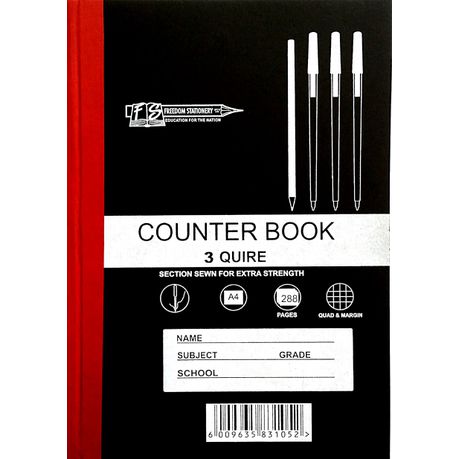 FS FREEDOM STATIONERY
EDUCATION FOR THE NATION
COUNTER BOOK
3 QUIRE
SECTION SEWN FOR EXTRA STRENGTH
A4 288
PAGES QUAD & MARGIN
NAME
SUBJECT GRADE
SCHOOL
6 009635 831052 >